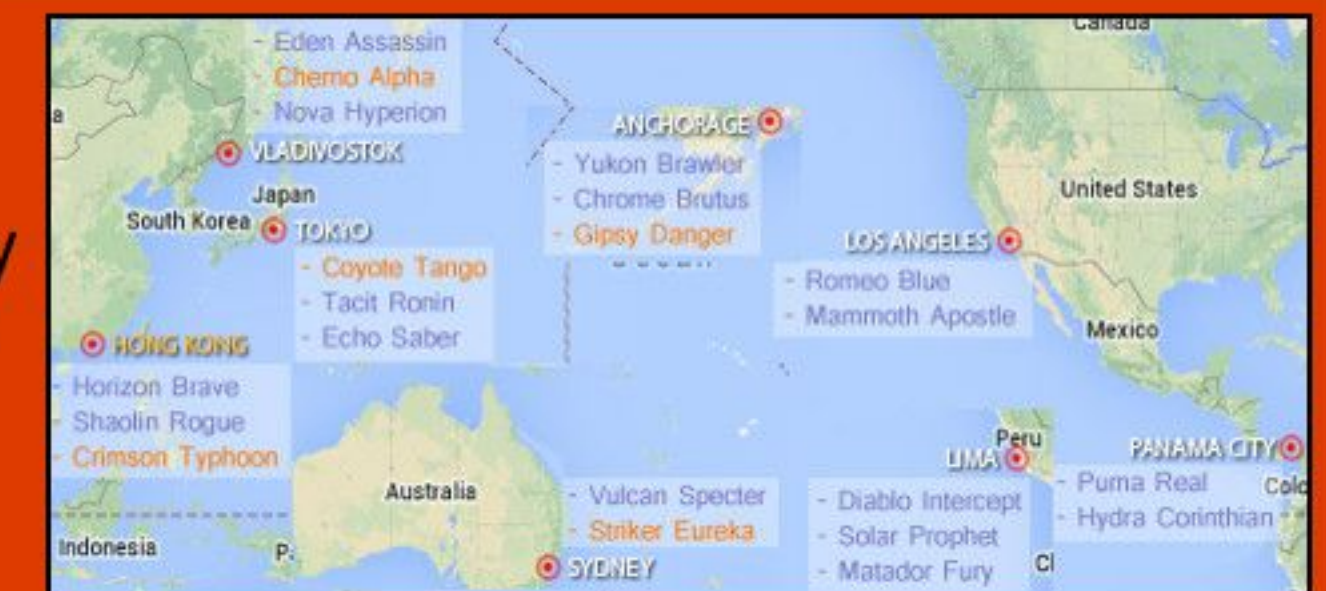 Canada
- Eden Assassin
- Cherno Alpha
- Nova Hyperion
a
VLADIVOSTOK
ANCHORAGE
- Yukon Brawler
- Chrome Brutus
- Gipsy Danger
Japan
South Korea
TOKYO
- Coyote Tango
- Tacit Ronin
- Echo Saber
United States
LOS ANGELES
- Romeo Blue
- Mammoth Apostle
Mexico
HONG KONG
- Horizon Brave
- Shaolin Rogue
- Crimson Typhoon
Australia
- Vulcan Specter
- Striker Eureka
SYDNEY
Peru
LIMA
- Diablo Intercept
- Solar Prophet
- Matador Fury
PANAMA CITY
- Puma Real
- Hydra Corinthian
Colo
Indonesia
P.
Cl